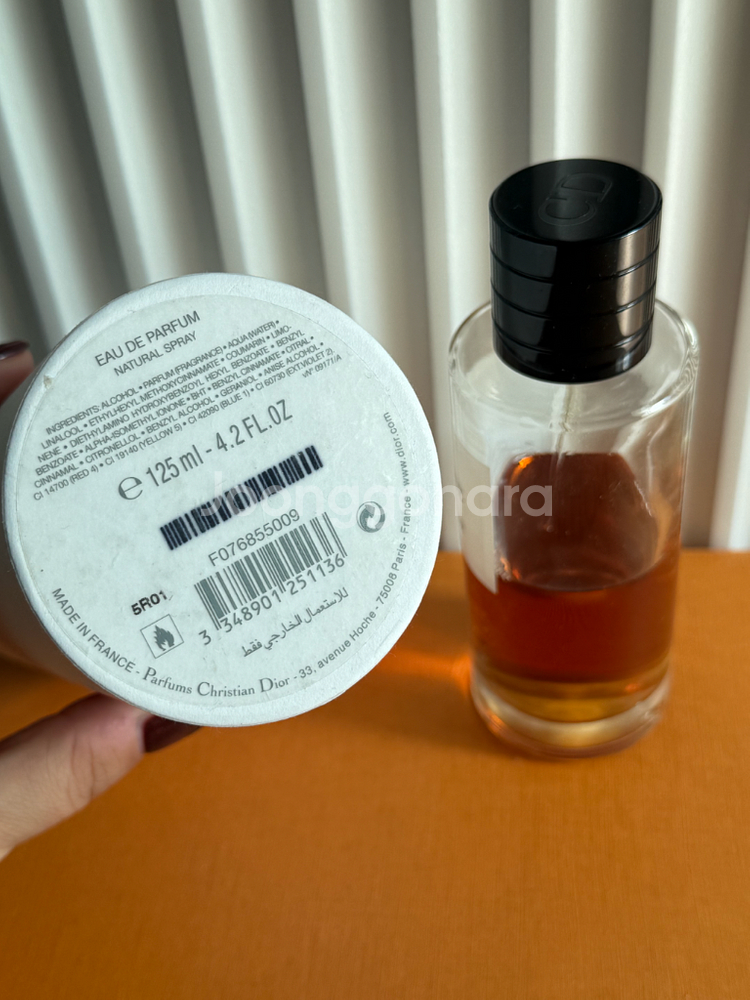 EAU DE PARFUM
NATURAL SPRAY
INGREDIENTS: ALCOHOL • PARFUM (FRAGRANCE) • AQUA (WATER) •
LINALOOL • ETHYLHEXYL METHOXYCINNAMATE • COUMARIN • LIMO-
NENE • DIETHYLAMINO HYDROXYBENZOYL HEXYL BENZOATE • BENZYL
BENZOATE • ALPHA-ISOMETHYL IONONE • BHT • BENZYL CINNAMATE • CITRAL •
CINNAMAL • CITRONELLOL • BENZYL ALCOHOL • GERANIOL • ANISE ALCOHOL •
CI 14700 (RED 4) • CI 19140 (YELLOW 5) • CI 42090 (BLUE 1) • CI 60730 (EXT.VIOLET 2).
N° 09171/A
e 125 ml - 4.2 FL.OZ
F076855009
5R01
3 348901 251136
للاستعمال الخارجي فقط
MADE IN FRANCE - Parfums Christian Dior - 33, avenue Hoche - 75008 Paris - France - www.dior.com
CD
Joonggonara